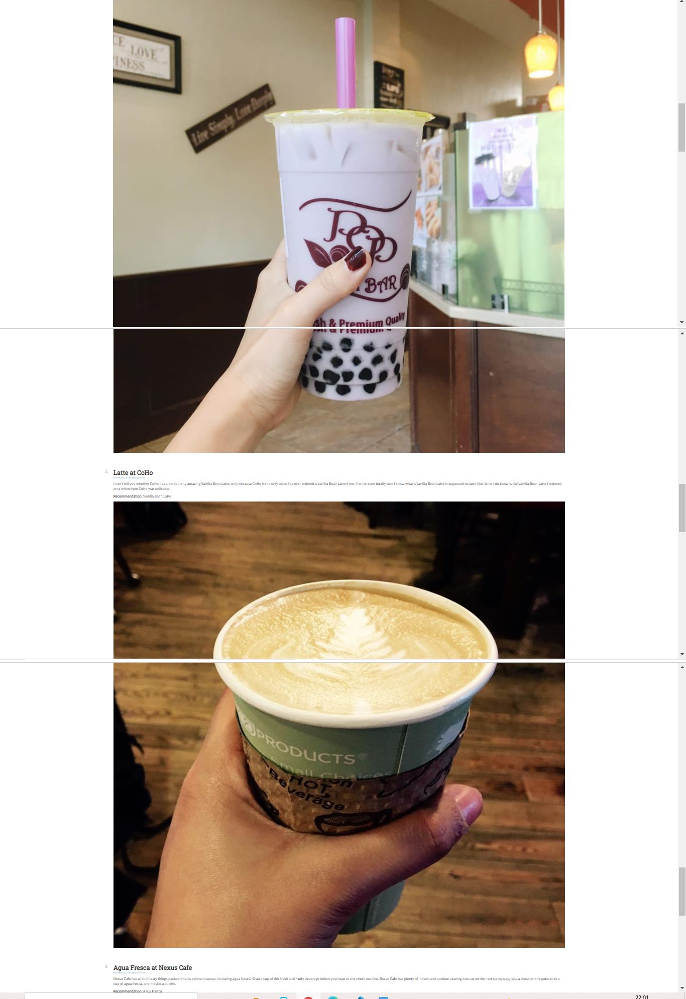 CE LOVE
PINESS
Live Simply. Love Deeply
LIFE
WE
POP
BAR
sh & Premium Quality
sh & Premium Q
3. Latte at CoHo
I can't tell you whether CoHo has a particularly amazing Vanilla Bean Latte, only because CoHo is the only place I've ever ordered a Vanilla Bean Latte from. I'm not even totally sure I know what a Vanilla Bean Latte is supposed to taste like. What I do know is the Vanilla Bean Latte I ordered
on a whim from CoHo was delicious.
Recommendation: Vanilla Bean Latte
PRODUCTS®
Small Choices
HOT
Beverage
4. Agua Fresca at Nexus Cafe
Nexus Cafe has a lot of tasty things packed into its cafeteria space, including agua fresca! Grab a cup of this fresh and fruity beverage before you head to the check out line. Nexus Cafe has plenty of indoor and outdoor seating, too, so on the next sunny day, take a break on the patio with a
cup of agua fresca, and maybe a burrito.
Recommendation: Agua Fresca
22:01